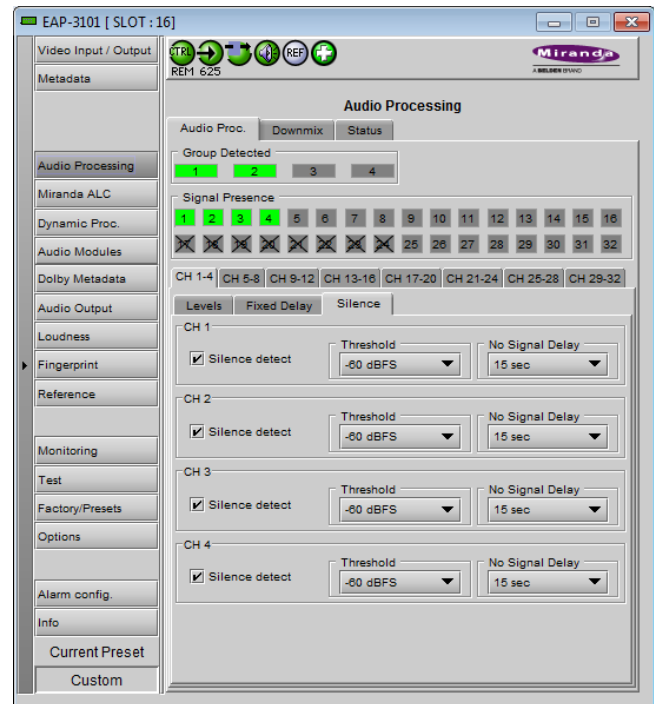 EAP-3101 [ SLOT : 16]
Video Input / Output
Metadata
Audio Processing
Miranda ALC
Dynamic Proc.
Audio Modules
Dolby Metadata
Audio Output
Loudness
Fingerprint
Reference
Monitoring
Test
Factory/Presets
Options
Alarm config.
Info
Current Preset
Custom
CTRL REF
REM 625
Miranda
A BELDEN BRAND
Audio Processing
Audio Proc. Downmix Status
Group Detected
1 2 3 4
Signal Presence
1 2 3 4 5 6 7 8 9 10 11 12 13 14 15 16
17 18 19 20 21 22 23 24 25 26 27 28 29 30 31 32
CH 1-4 CH 5-8 CH 9-12 CH 13-16 CH 17-20 CH 21-24 CH 25-28 CH 29-32
Levels Fixed Delay Silence
CH 1
Threshold No Signal Delay
Silence detect -60 dBFS 15 sec
CH 2
Threshold No Signal Delay
Silence detect -60 dBFS 15 sec
CH 3
Threshold No Signal Delay
Silence detect -60 dBFS 15 sec
CH 4
Threshold No Signal Delay
Silence detect -60 dBFS 15 sec